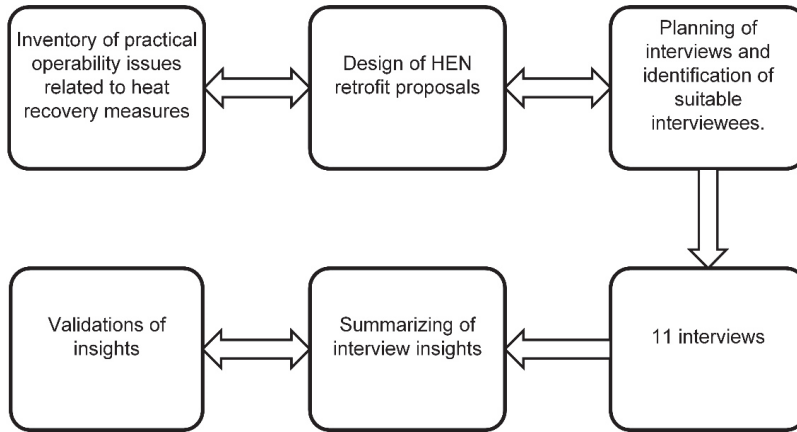 Inventory of practical
operability issues
related to heat
recovery measures
Design of HEN
retrofit proposals
Planning of
interviews and
identification of
suitable
interviewees.
Validations of
insights
Summarizing of
interview insights
11 interviews